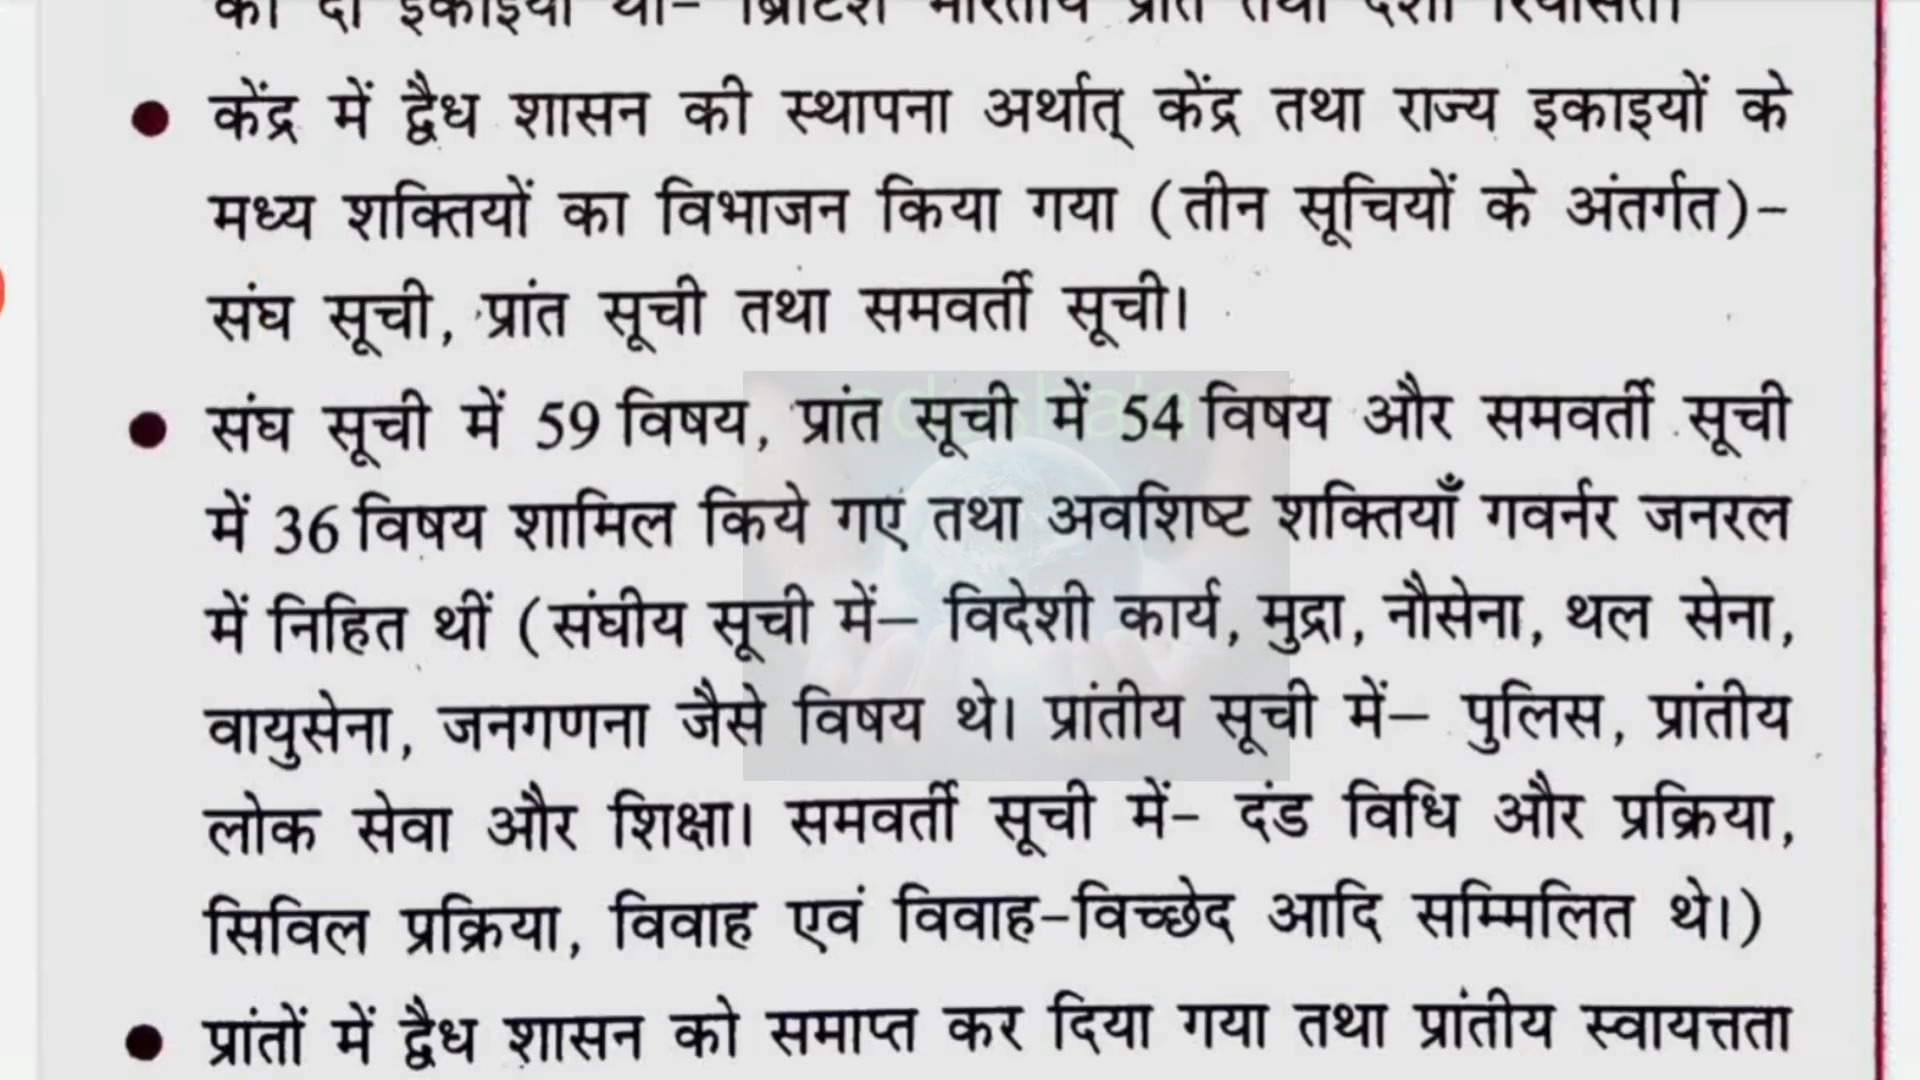 की दो इकाइयाँ थीं– ब्रिटिश भारतीय प्रांत तथा देशी रियासतें।
● केंद्र में द्वैध शासन की स्थापना अर्थात् केंद्र तथा राज्य इकाइयों के
मध्य शक्तियों का विभाजन किया गया (तीन सूचियों के अंतर्गत)–
संघ सूची, प्रांत सूची तथा समवर्ती सूची।
● संघ सूची में 59 विषय, प्रांत सूची में 54 विषय और समवर्ती सूची
में 36 विषय शामिल किये गए तथा अवशिष्ट शक्तियाँ गवर्नर जनरल
में निहित थीं (संघीय सूची में– विदेशी कार्य, मुद्रा, नौसेना, थल सेना,
वायुसेना, जनगणना जैसे विषय थे। प्रांतीय सूची में– पुलिस, प्रांतीय
लोक सेवा और शिक्षा। समवर्ती सूची में- दंड विधि और प्रक्रिया,
सिविल प्रक्रिया, विवाह एवं विवाह-विच्छेद आदि सम्मिलित थे।)
● प्रांतों में द्वैध शासन को समाप्त कर दिया गया तथा प्रांतीय स्वायत्तता